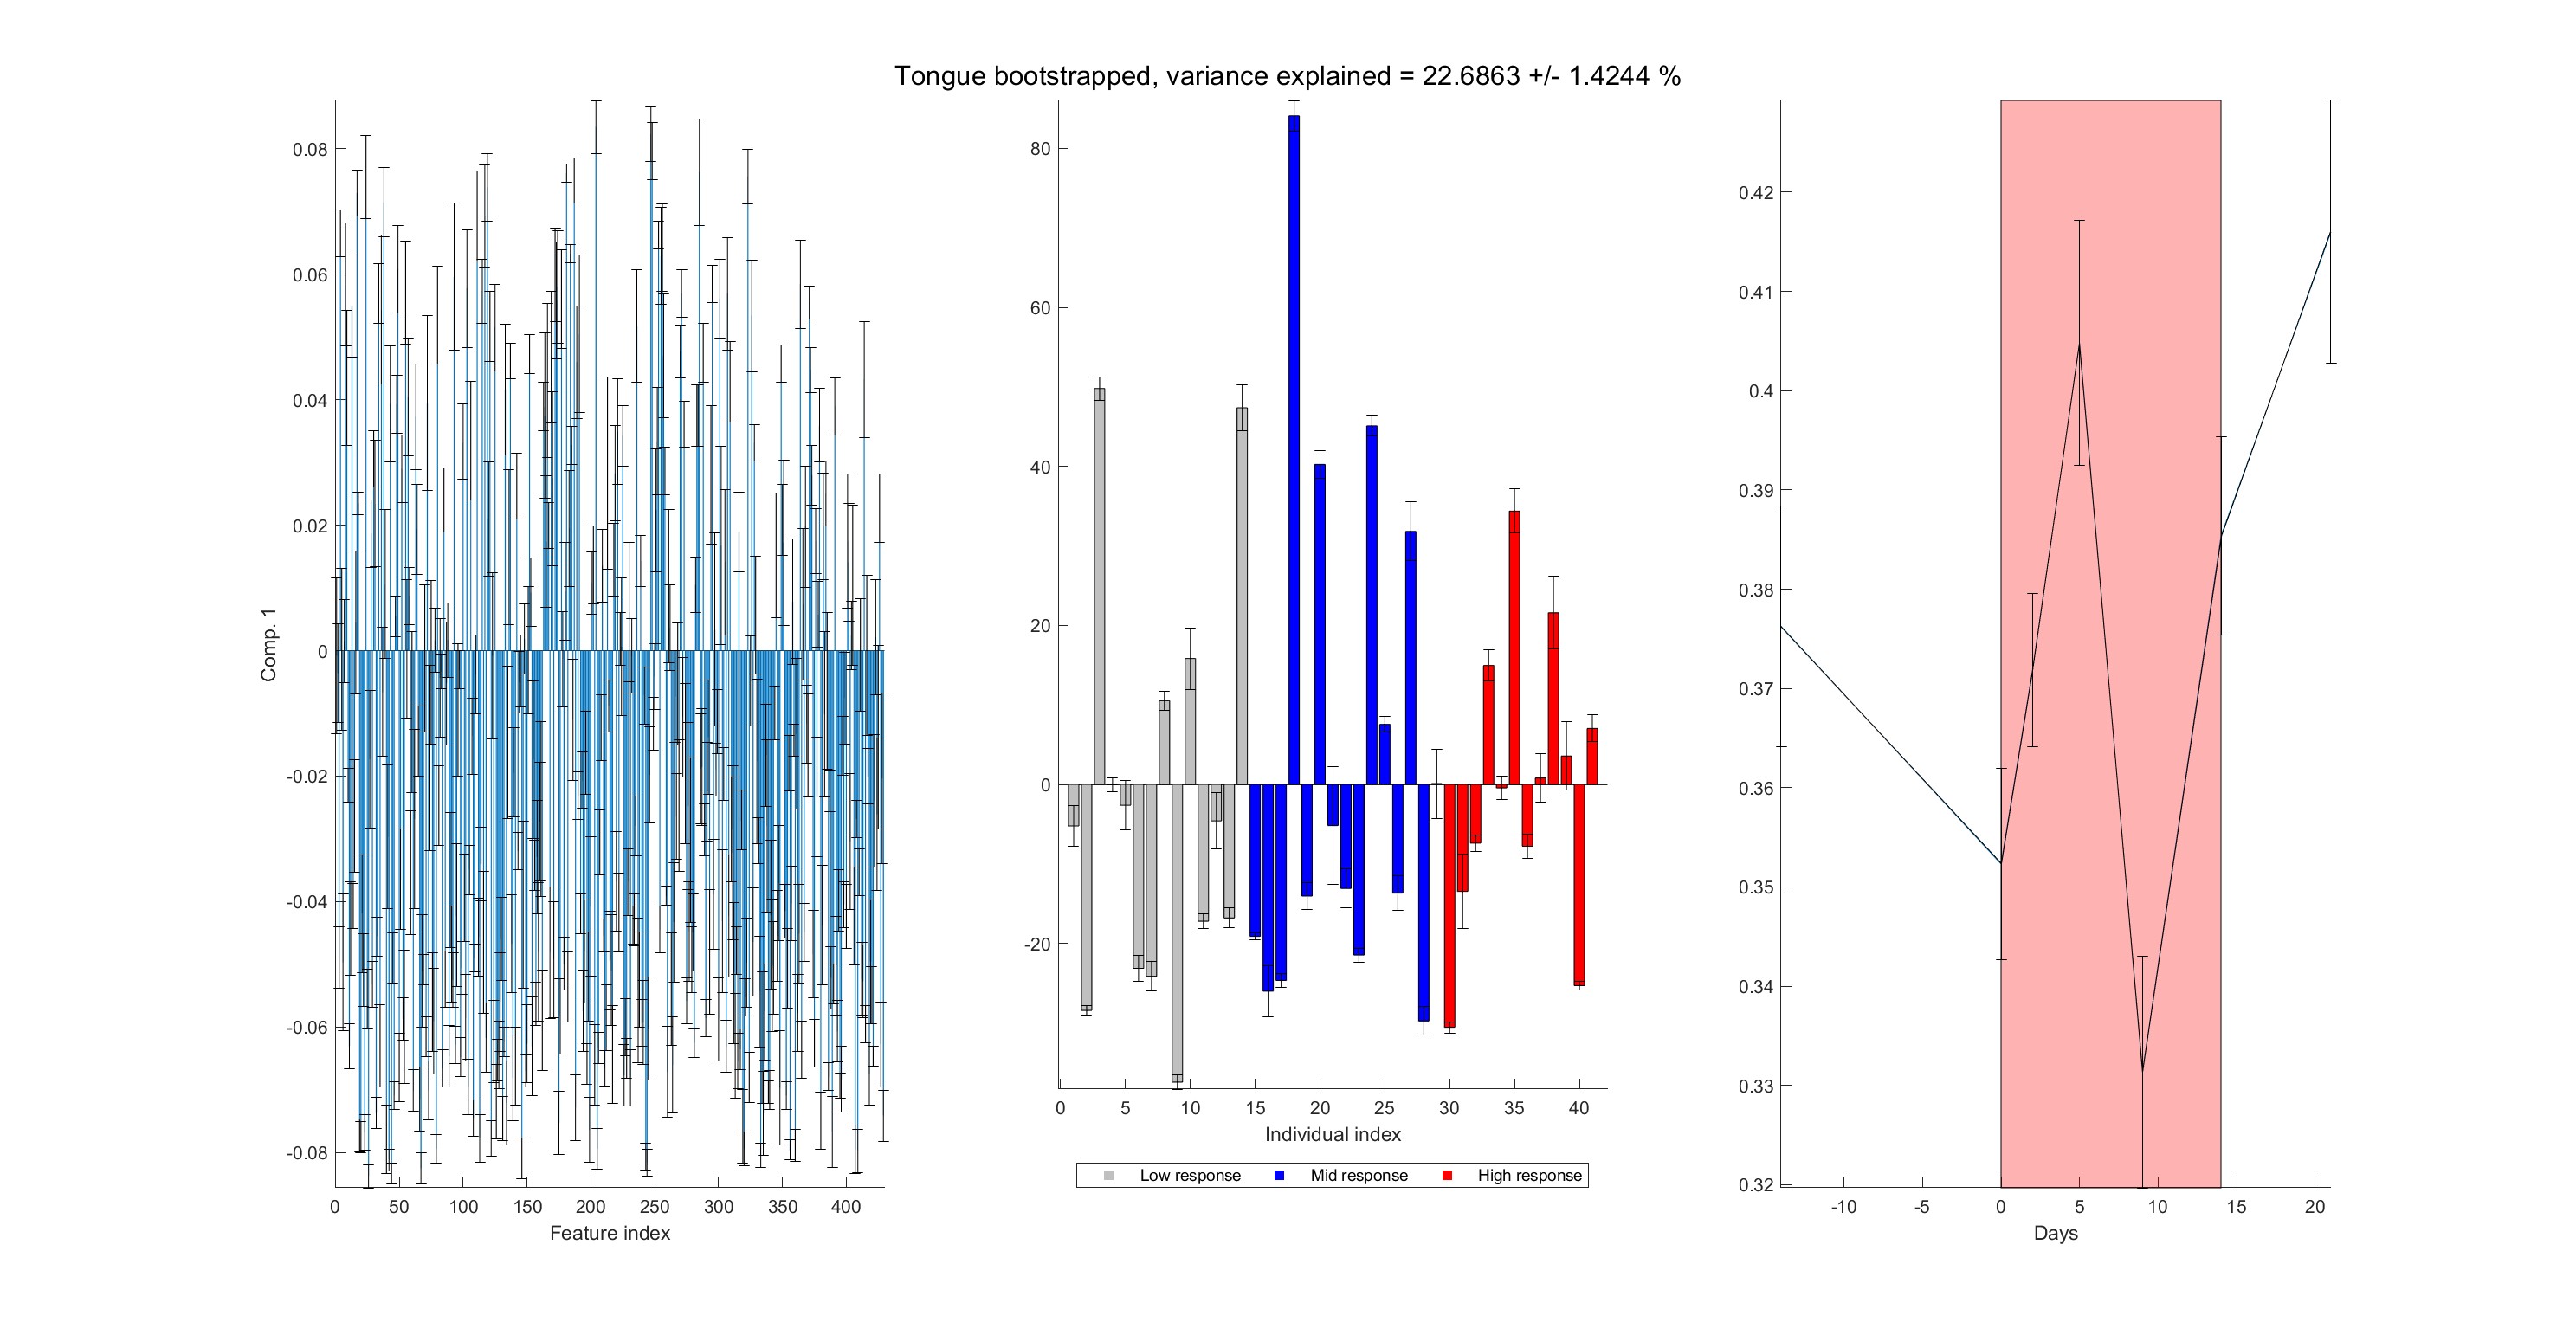 Tongue bootstrapped, variance explained = 22.6863 +/- 1.4244 %
Comp. 1
0.08
0.06
0.04
0.02
0
-0.02
-0.04
-0.06
-0.08
0 50 100 150 200 250 300 350 400
Feature index
80
60
40
20
0
-20
0 5 10 15 20 25 30 35 40
Individual index
Low response Mid response High response
0.42
0.41
0.4
0.39
0.38
0.37
0.36
0.35
0.34
0.33
0.32
-10 -5 0 5 10 15 20
Days